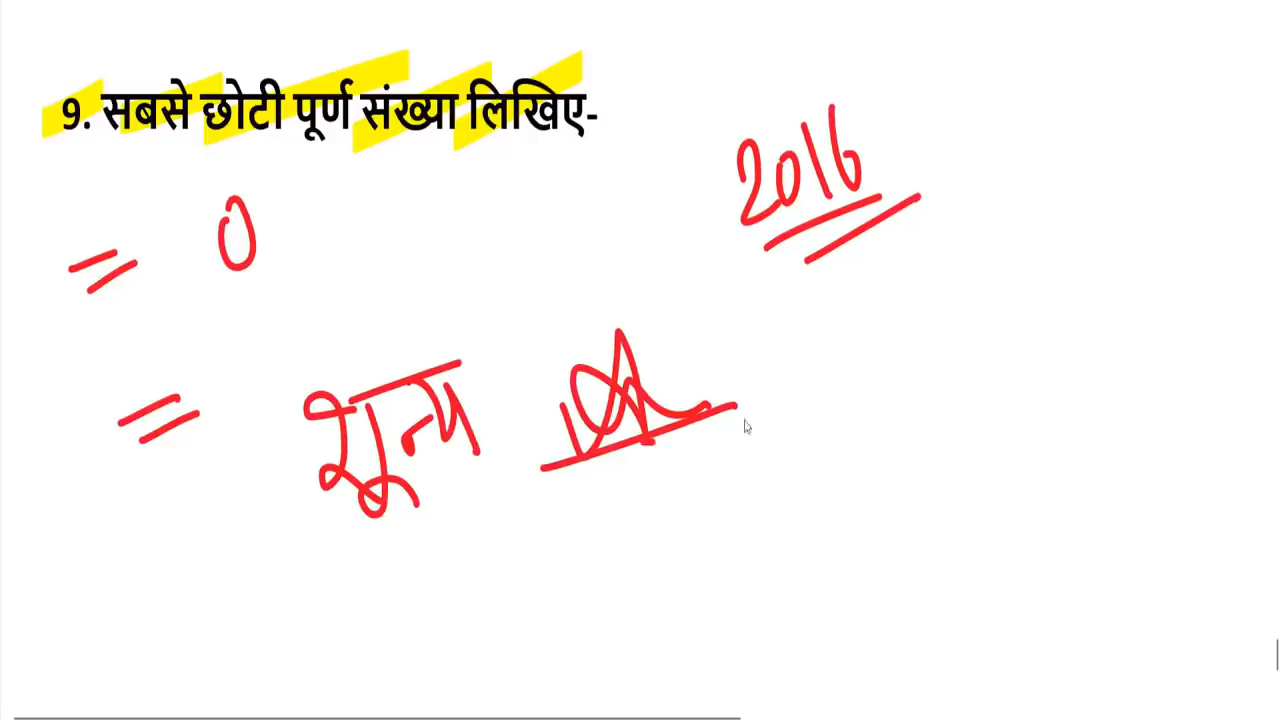 9. सबसे छोटी पूर्ण संख्या लिखिए-
2016
= 0
= शून्य